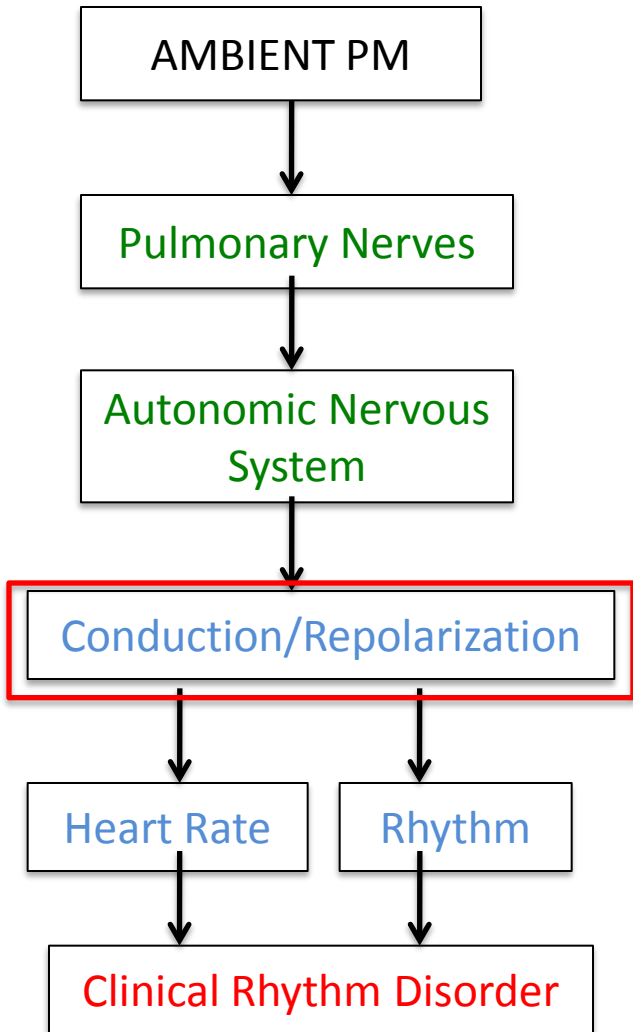 AMBIENT PM
Pulmonary Nerves
Autonomic Nervous
System
Conduction/Repolarization
Heart Rate
Rhythm
Clinical Rhythm Disorder